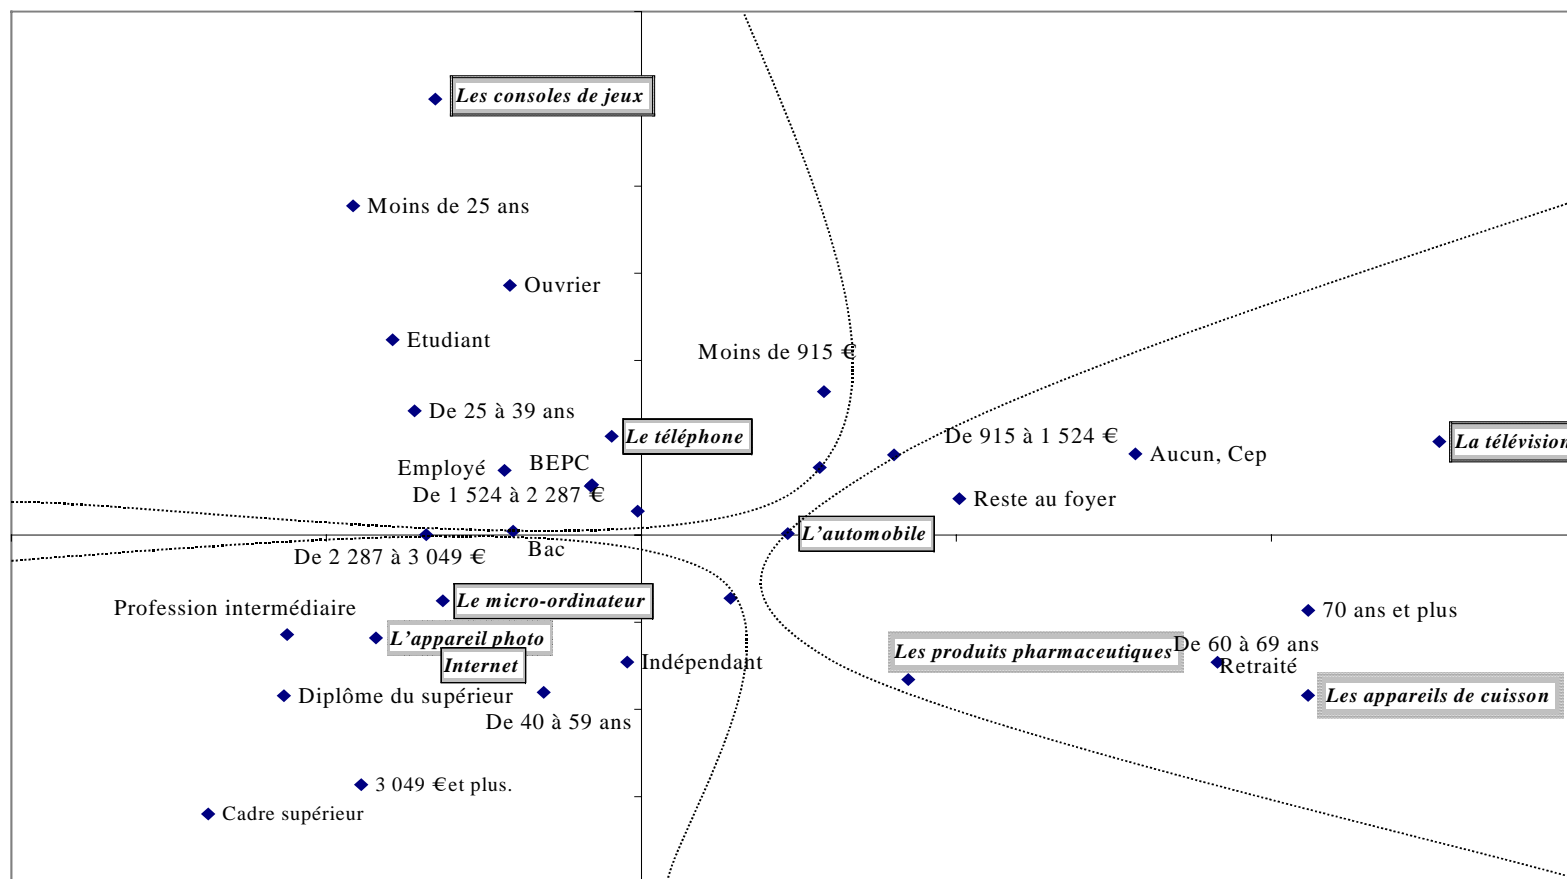 Les consoles de jeux
Moins de 25 ans
Ouvrier
Etudiant
Moins de 915 €
De 25 à 39 ans
Le téléphone
De 915 à 1 524 €
La télévision
Aucun, Cep
Employé
BEPC
De 1 524 à 2 287 €
Reste au foyer
L’automobile
Bac
De 2 287 à 3 049 €
Le micro-ordinateur
Profession intermédiaire
70 ans et plus
L’appareil photo
De 60 à 69 ans
Les produits pharmaceutiques
Internet
Indépendant
Retraité
Diplôme du supérieur
Les appareils de cuisson
De 40 à 59 ans
3 049 €et plus.
Cadre supérieur